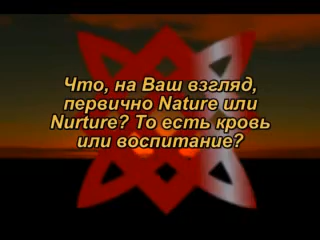 Что, на Ваш взгляд,
первично Nature или
Nurture? То есть кровь
или воспитание?